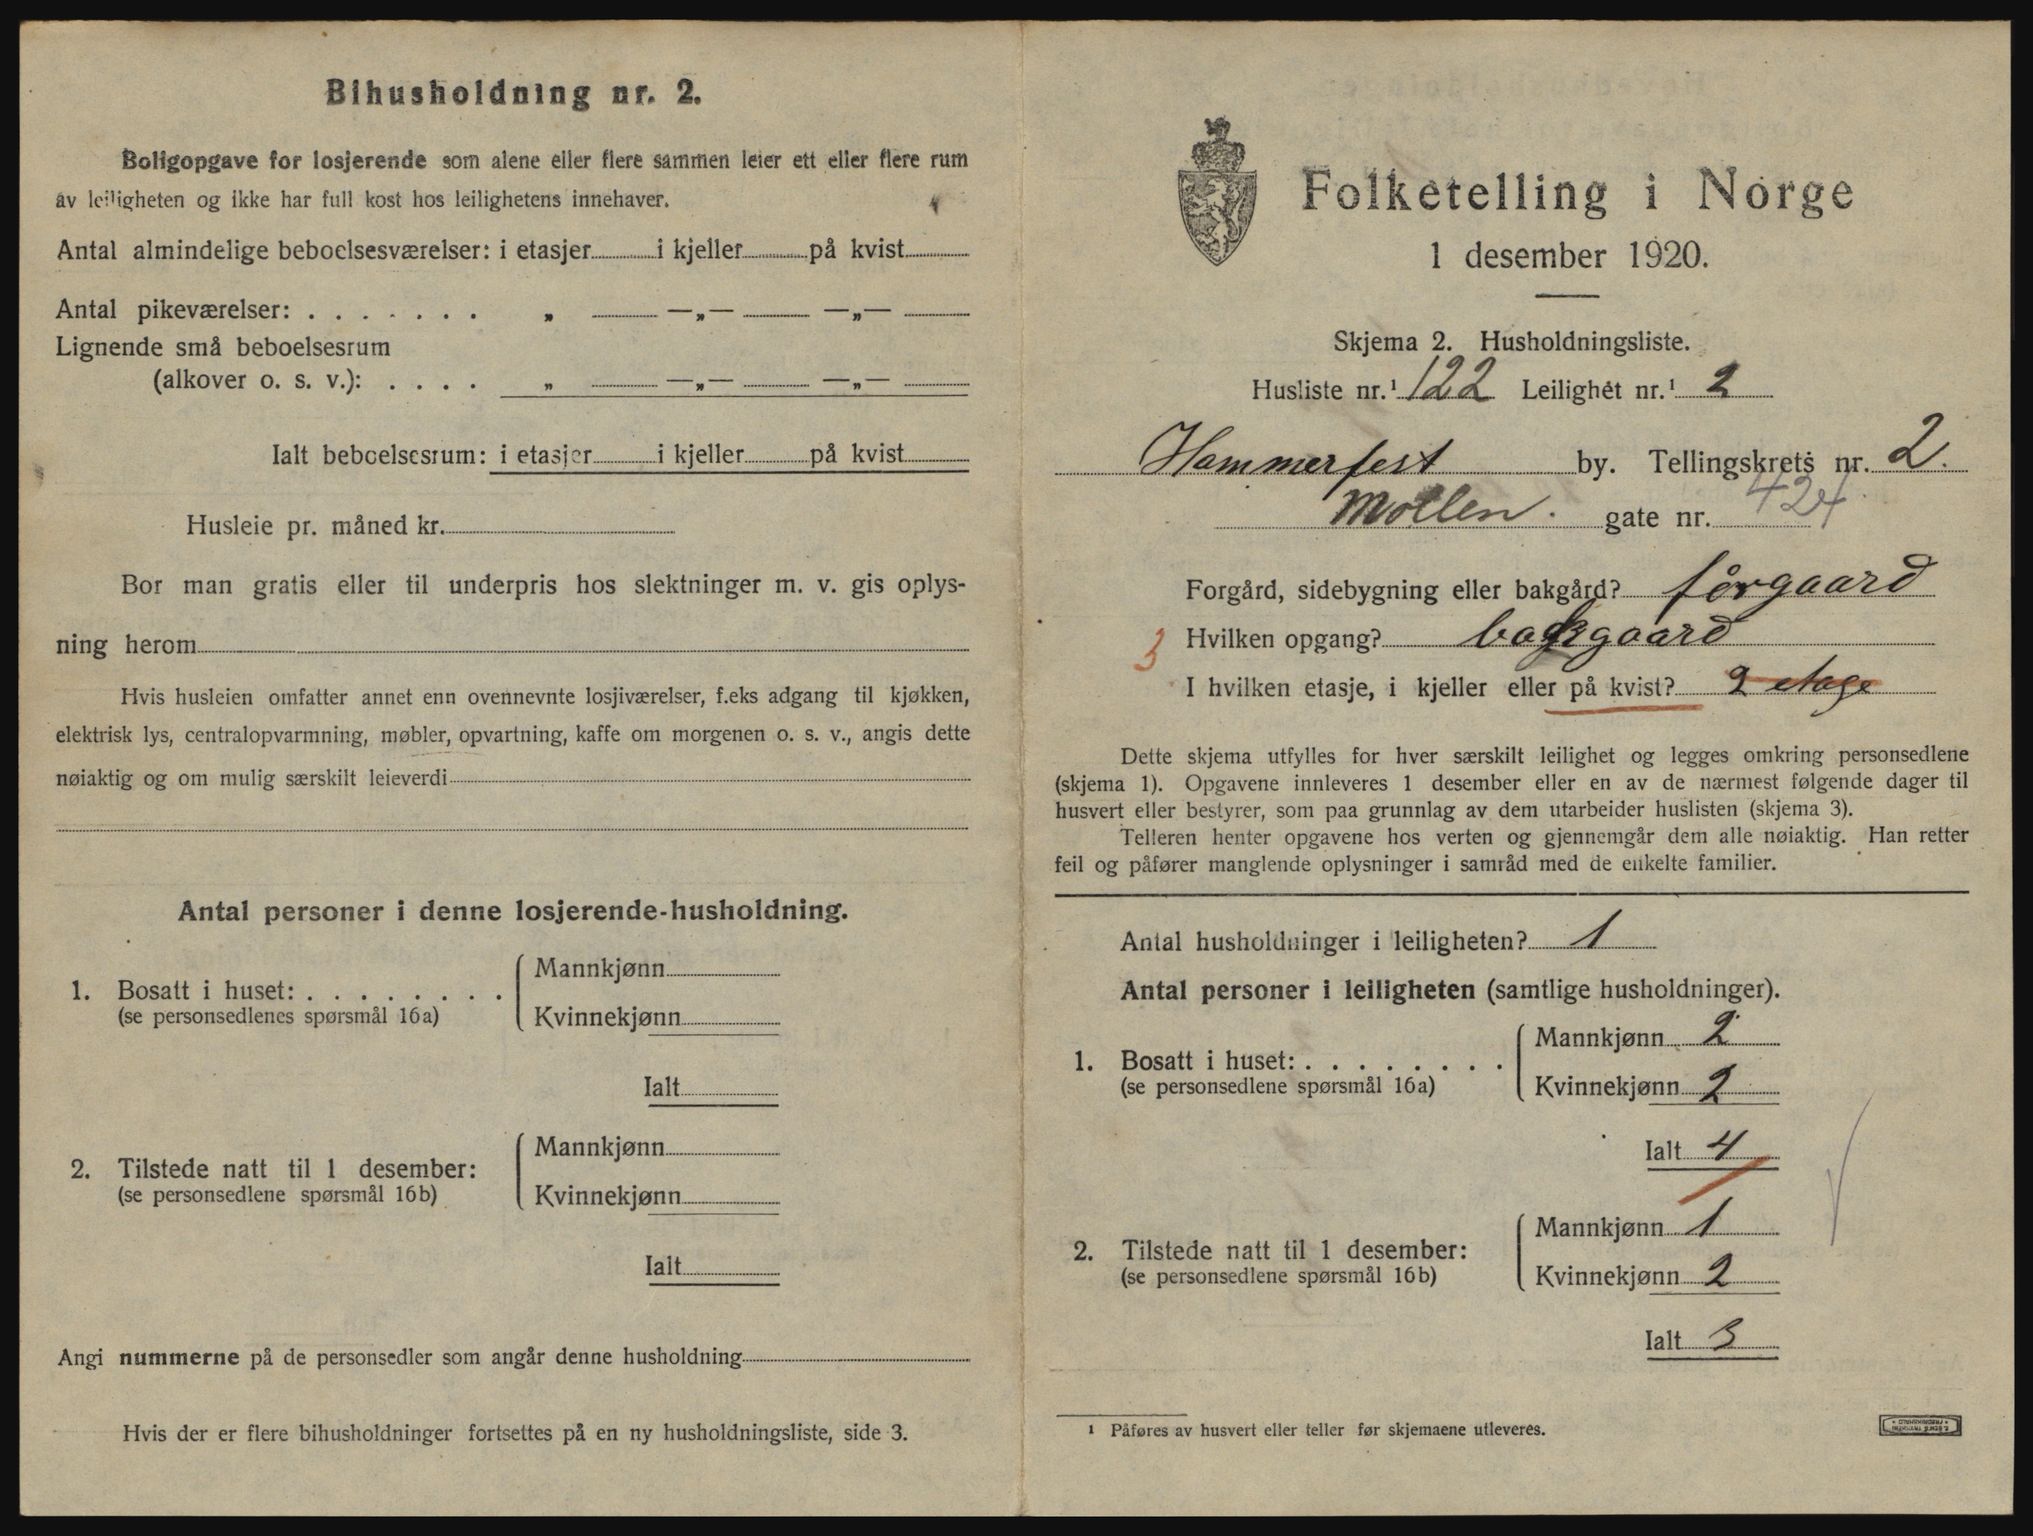 Bihusholdning nr. 2.
Boligopgave for losjerende som alene eller flere sammen leier ett eller flere rum
av leiligheten og ikke har full kost hos leilighetens innehaver.
Antal almindelige beboelsesværelser: i etasjer i kjeller på kvist
Antal pikeværelser: . . . . . . . „ —„— —„—
Lignende små beboelsesrum
(alkover o. s. v.): . . . . „ —„— —„—
Ialt beboelsesrum: i etasjer i kjeller på kvist
Husleie pr. måned kr.
Bor man gratis eller til underpris hos slektninger m. v. gis oplys-
ning herom
Hvis husleien omfatter annet enn ovennevnte losjiværelser, f.eks adgang til kjøkken,
elektrisk lys, centralopvarmning, møbler, opvartning, kaffe om morgenen o. s. v., angis dette
nøiaktig og om mulig særskilt leieverdi
Antal personer i denne losjerende-husholdning.
1. Bosatt i huset: . . . . . . . . Mannkjønn
(se personsedlenes spørsmål 16a) Kvinnekjønn
Ialt
2. Tilstede natt til 1 desember: Mannkjønn
(se personsedlene spørsmål 16b) Kvinnekjønn
Ialt
Angi nummerne på de personsedler som angår denne husholdning
Hvis der er flere bihusholdninger fortsettes på en ny husholdningsliste, side 3.
Folketelling i Norge
1 desember 1920.
Skjema 2. Husholdningsliste.
Husliste nr.¹ 122 Leilighet nr.¹ 2
Hammerfest by. Tellingskrets nr. 2.
Mollen. gate nr. 424.
Forgård, sidebygning eller bakgård? forgaard
3 Hvilken opgang? bakgaard
I hvilken etasje, i kjeller eller på kvist? 2 etage
Dette skjema utfylles for hver særskilt leilighet og legges omkring personsedlene
(skjema 1). Opgavene innleveres 1 desember eller en av de nærmest følgende dager til
husvert eller bestyrer, som paa grunnlag av dem utarbeider huslisten (skjema 3).
Telleren henter opgavene hos verten og gjennemgår dem alle nøiaktig. Han retter
feil og påfører manglende oplysninger i samråd med de enkelte familier.
Antal husholdninger i leiligheten? 1
Antal personer i leiligheten (samtlige husholdninger).
1. Bosatt i huset: . . . . . . . . Mannkjønn 2
(se personsedlene spørsmål 16a) Kvinnekjønn 2
Ialt 4
2. Tilstede natt til 1 desember: Mannkjønn 1
(se personsedlene spørsmål 16b) Kvinnekjønn 2
Ialt 3
¹ Påføres av husvert eller teller før skjemaene utleveres.